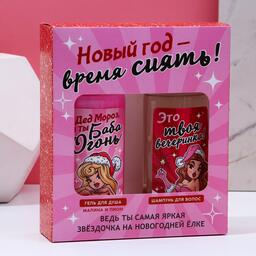 Новый год –
время сиять!
Дед Мороз,
ты
Баба
Огонь
ГЕЛЬ ДЛЯ ДУША
МАЛИНА И ПИОН
Это
твоя
вечеринка
ШАМПУНЬ ДЛЯ ВОЛОС
ВЕДЬ ТЫ САМАЯ ЯРКАЯ
ЗВЁЗДОЧКА НА НОВОГОДНЕЙ ЁЛКЕ